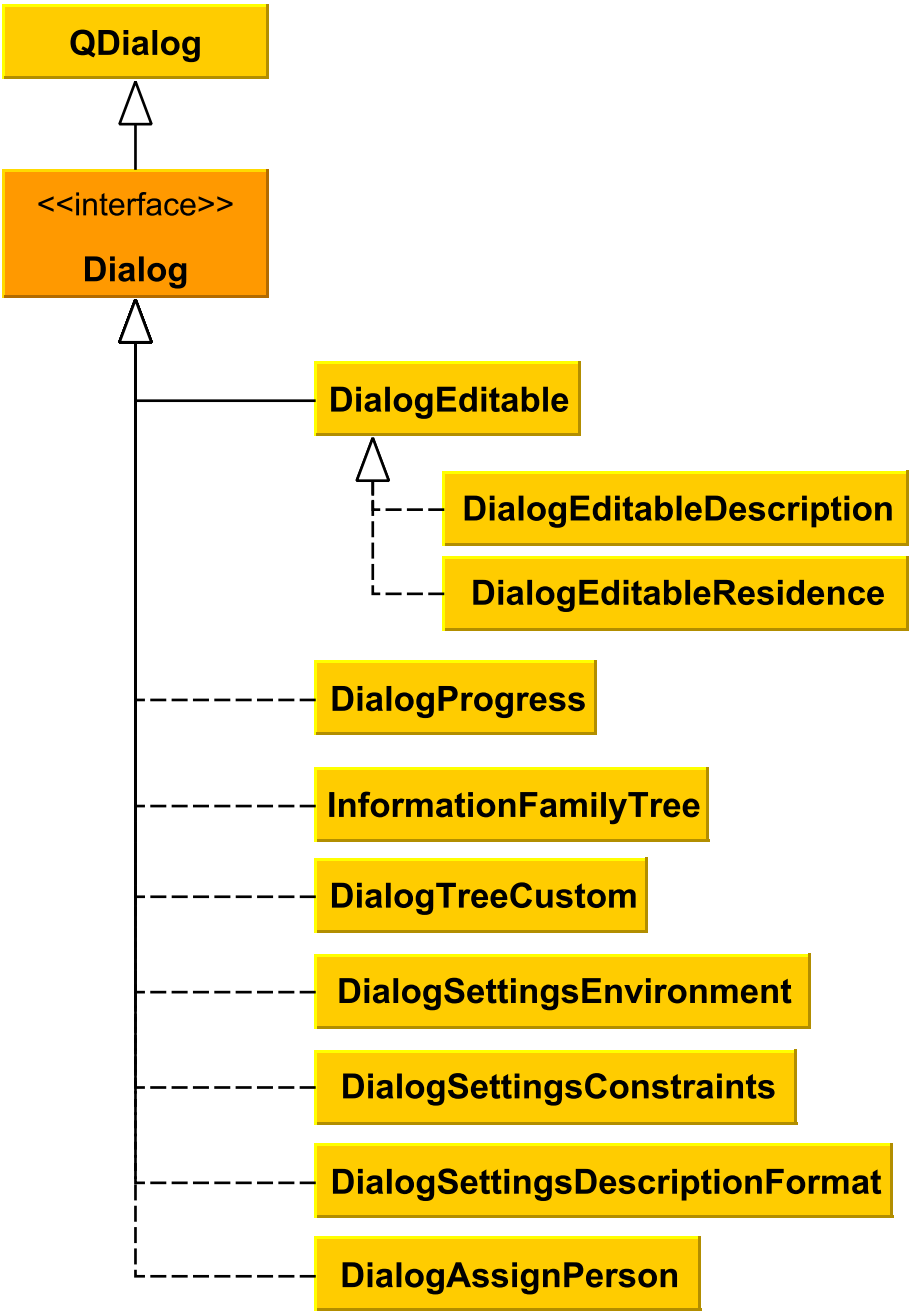 QDialog
<<interface>>
Dialog
DialogEditable
DialogEditableDescription
DialogEditableResidence
DialogProgress
InformationFamilyTree
DialogTreeCustom
DialogSettingsEnvironment
DialogSettingsConstraints
DialogSettingsDescriptionFormat
DialogAssignPerson